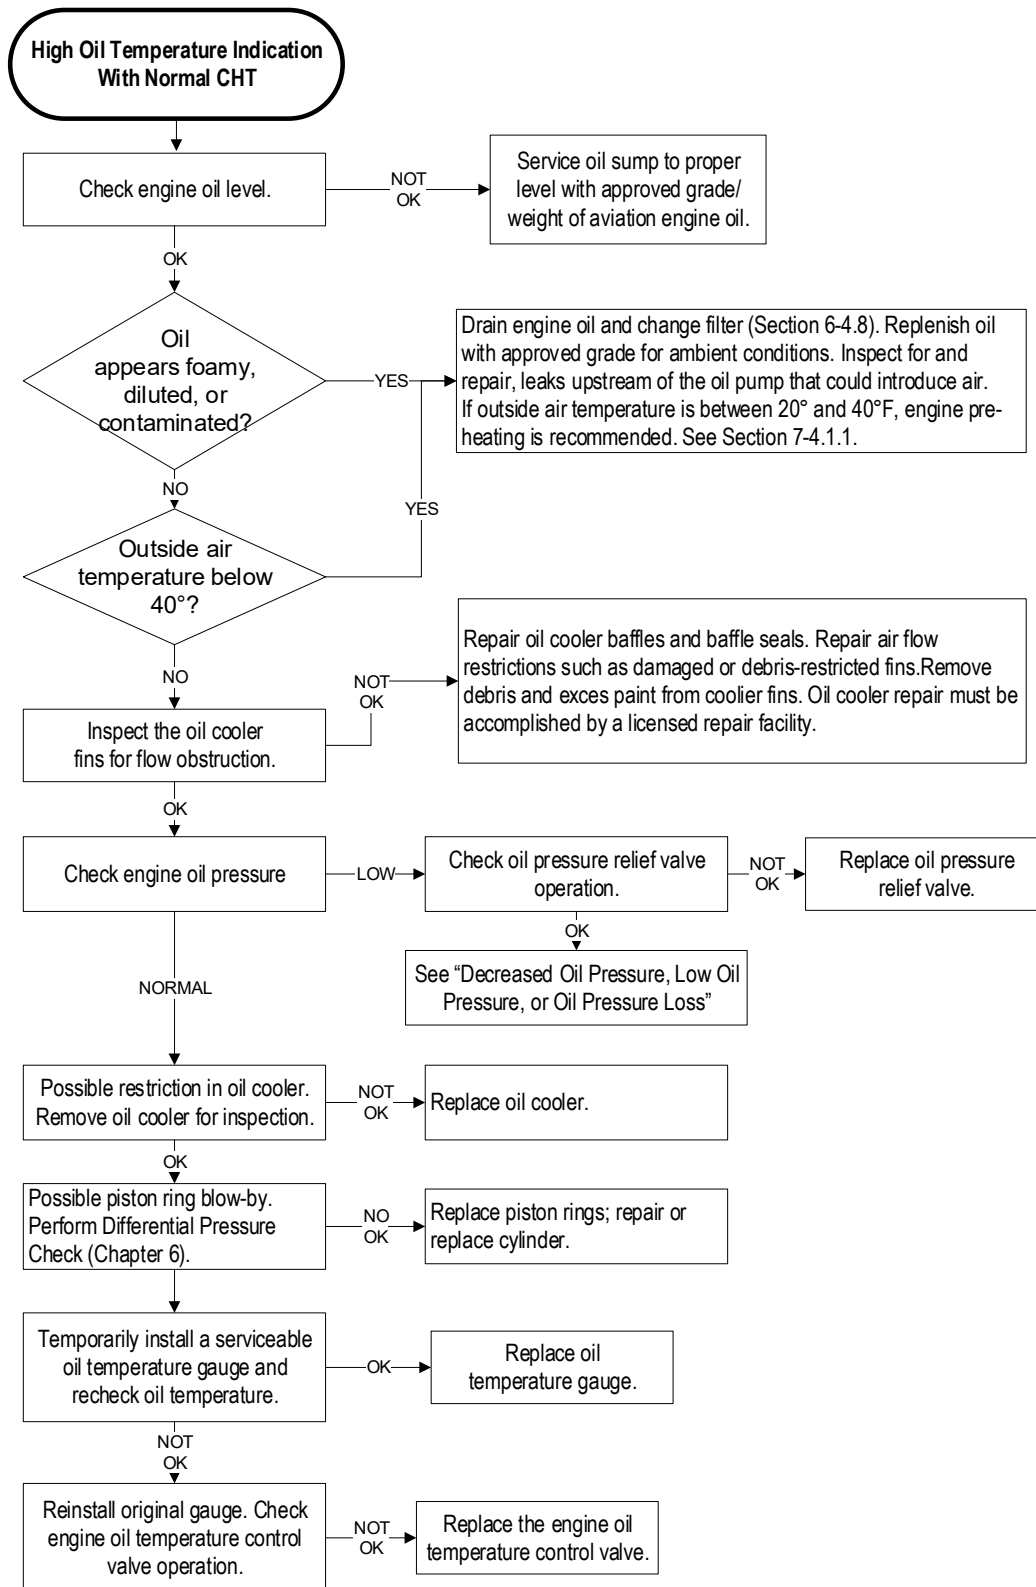 High Oil Temperature Indication
With Normal CHT
Check engine oil level.
NOT
OK
Service oil sump to proper
level with approved grade/
weight of aviation engine oil.
OK
Oil
appears foamy,
diluted, or
contaminated?
YES
Drain engine oil and change filter (Section 6-4.8). Replenish oil
with approved grade for ambient conditions. Inspect for and
repair, leaks upstream of the oil pump that could introduce air.
If outside air temperature is between 20° and 40°F, engine pre-
heating is recommended. See Section 7-4.1.1.
NO
YES
Outside air
temperature below
40°?
NO
Repair oil cooler baffles and baffle seals. Repair air flow
restrictions such as damaged or debris-restricted fins.Remove
debris and exces paint from coolier fins. Oil cooler repair must be
accomplished by a licensed repair facility.
NOT
OK
Inspect the oil cooler
fins for flow obstruction.
OK
Check engine oil pressure
LOW
Check oil pressure relief valve
operation.
NOT
OK
Replace oil pressure
relief valve.
OK
See “Decreased Oil Pressure, Low Oil
Pressure, or Oil Pressure Loss”
NORMAL
Possible restriction in oil cooler.
Remove oil cooler for inspection.
NOT
OK
Replace oil cooler.
OK
Possible piston ring blow-by.
Perform Differential Pressure
Check (Chapter 6).
NO
OK
Replace piston rings; repair or
replace cylinder.
Temporarily install a serviceable
oil temperature gauge and
recheck oil temperature.
OK
Replace oil
temperature gauge.
NOT
OK
Reinstall original gauge. Check
engine oil temperature control
valve operation.
NOT
OK
Replace the engine oil
temperature control valve.